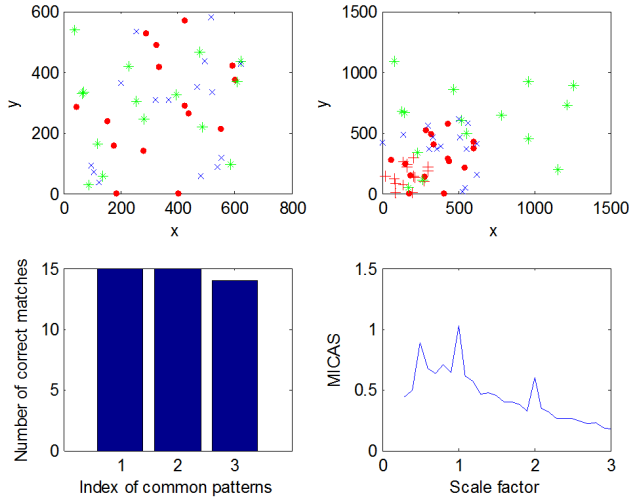 600
400
200
0
0 200 400 600 800
y
x
1500
1000
500
0
0 500 1000 1500
y
x
15
10
5
0
1 2 3
Number of correct matches
Index of common patterns
1.5
1
0.5
0
0 1 2 3
MICAS
Scale factor